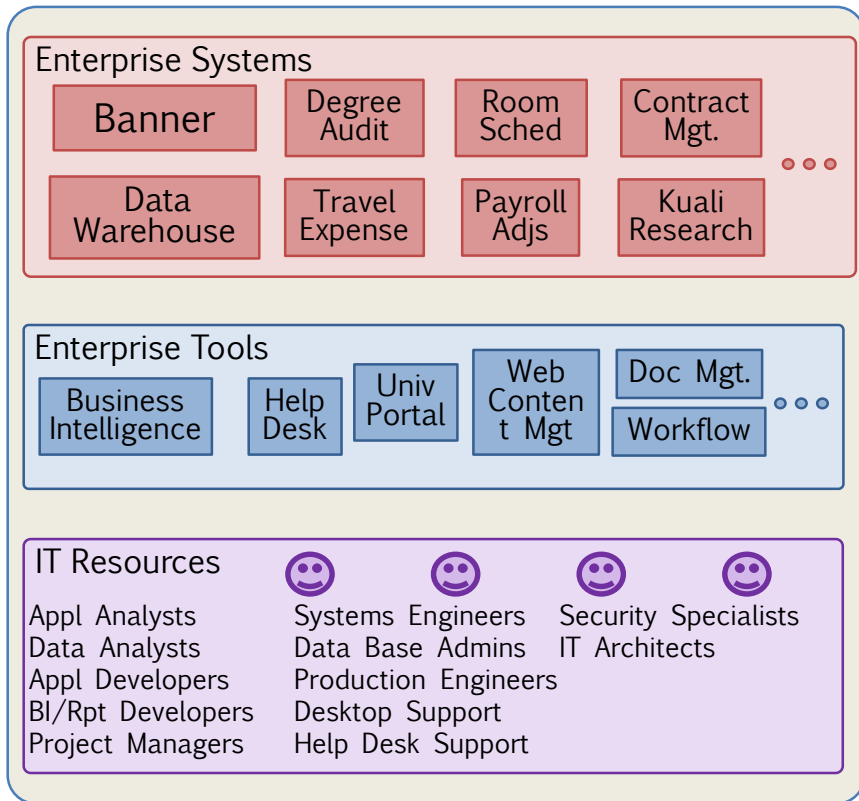 Enterprise Systems
Banner
Degree
Audit
Room
Sched
Contract
Mgt.
Data
Warehouse
Travel
Expense
Payroll
Adjs
Kuali
Research
Enterprise Tools
Business
Intelligence
Help
Desk
Univ
Portal
Web
Conten
t Mgt
Doc Mgt.
Workflow
IT Resources
Appl Analysts
Data Analysts
Appl Developers
BI/Rpt Developers
Project Managers
Systems Engineers
Data Base Admins
Production Engineers
Desktop Support
Help Desk Support
Security Specialists
IT Architects